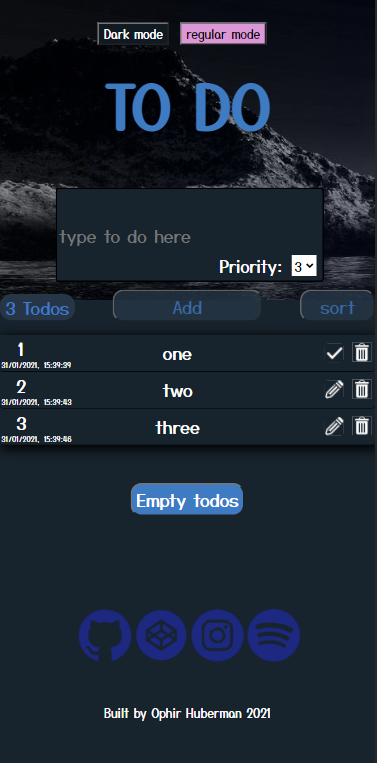 Dark mode regular mode
TO DO
type to do here
Priority: 3
3 Todos Add sort
1 one
31/01/2021, 15:39:39
2 two
31/01/2021, 15:39:43
3 three
31/01/2021, 15:39:46
Empty todos
Built by Ophir Huberman 2021